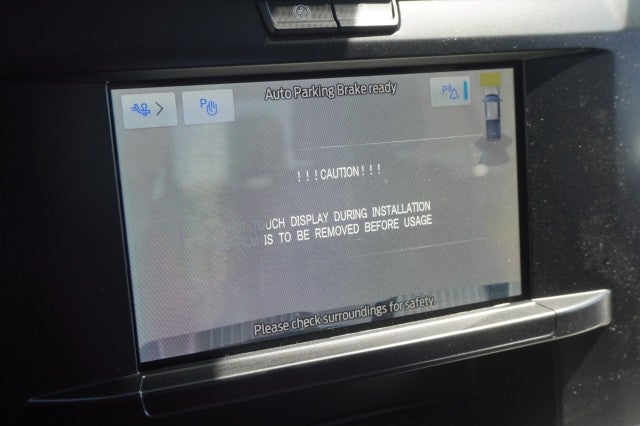 Auto Parking Brake ready
P
P
! ! ! CAUTION ! ! !
TOUCH DISPLAY DURING INSTALLATION
IS TO BE REMOVED BEFORE USAGE
Please check surroundings for safety.